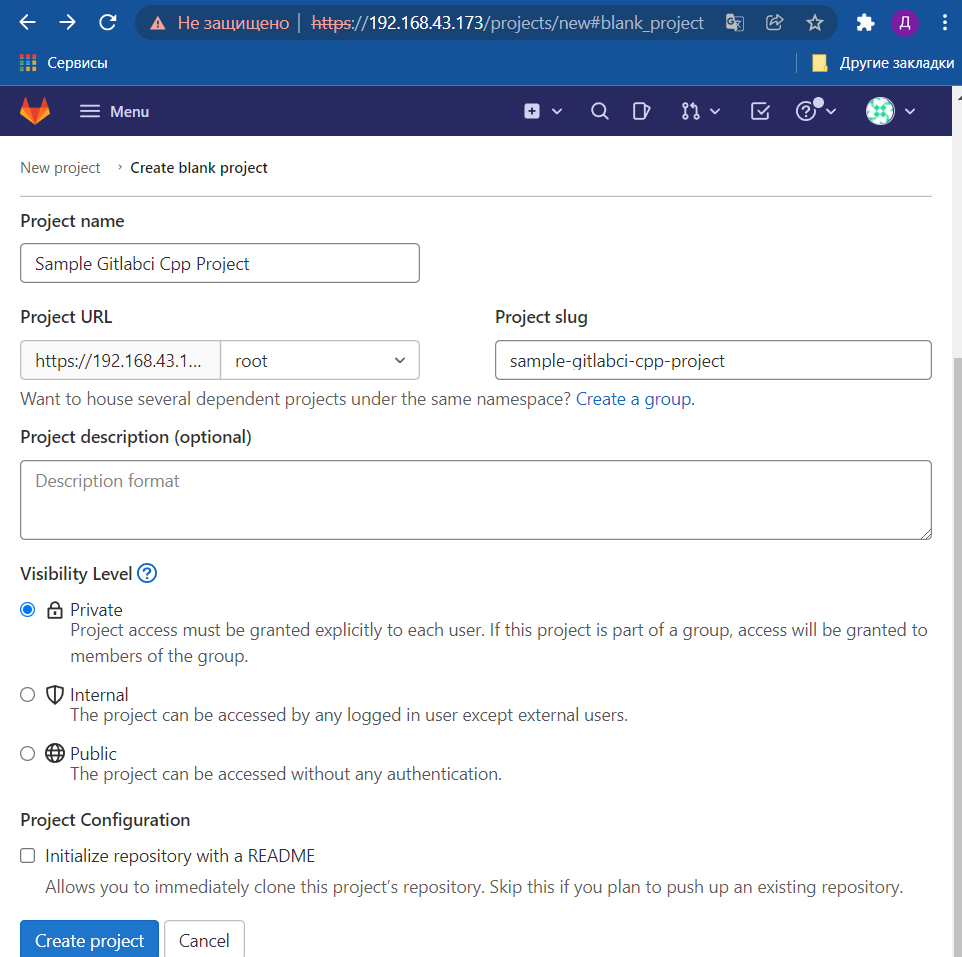 Не защищено | https://192.168.43.173/projects/new#blank_project
Д
Сервисы
Другие закладки
Menu
New project › Create blank project
Project name
Sample Gitlabci Cpp Project
Project URL
Project slug
https://192.168.43.1...
root
sample-gitlabci-cpp-project
Want to house several dependent projects under the same namespace? Create a group.
Project description (optional)
Description format
Visibility Level
Private
Project access must be granted explicitly to each user. If this project is part of a group, access will be granted to
members of the group.
Internal
The project can be accessed by any logged in user except external users.
Public
The project can be accessed without any authentication.
Project Configuration
Initialize repository with a README
Allows you to immediately clone this project’s repository. Skip this if you plan to push up an existing repository.
Create project
Cancel